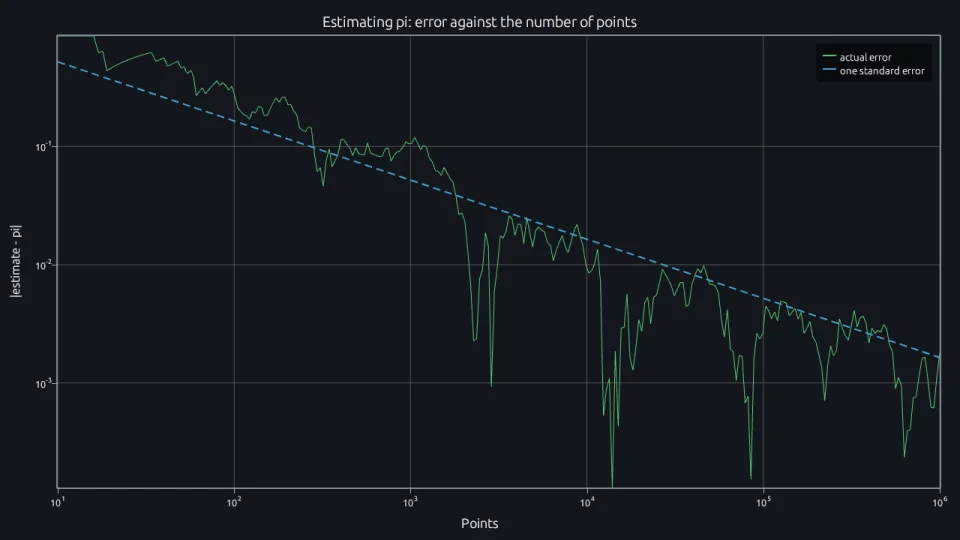 Estimating pi: error against the number of points
actual error
one standard error
|estimate - pi|
10⁻¹
10⁻²
10⁻³
10¹
10²
10³
10⁴
10⁵
10⁶
Points